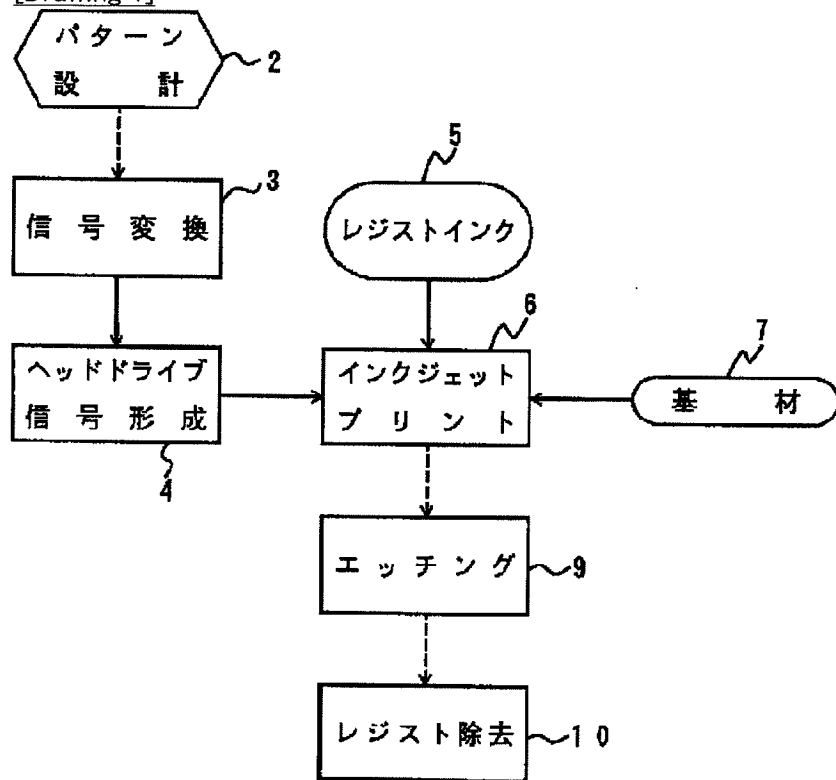 パターン
設計
2
信号変換
3
ヘッドドライブ
信号形成
4
レジストインク
5
インクジェット
プリント
6
基材
7
エッチング
9
レジスト除去
10